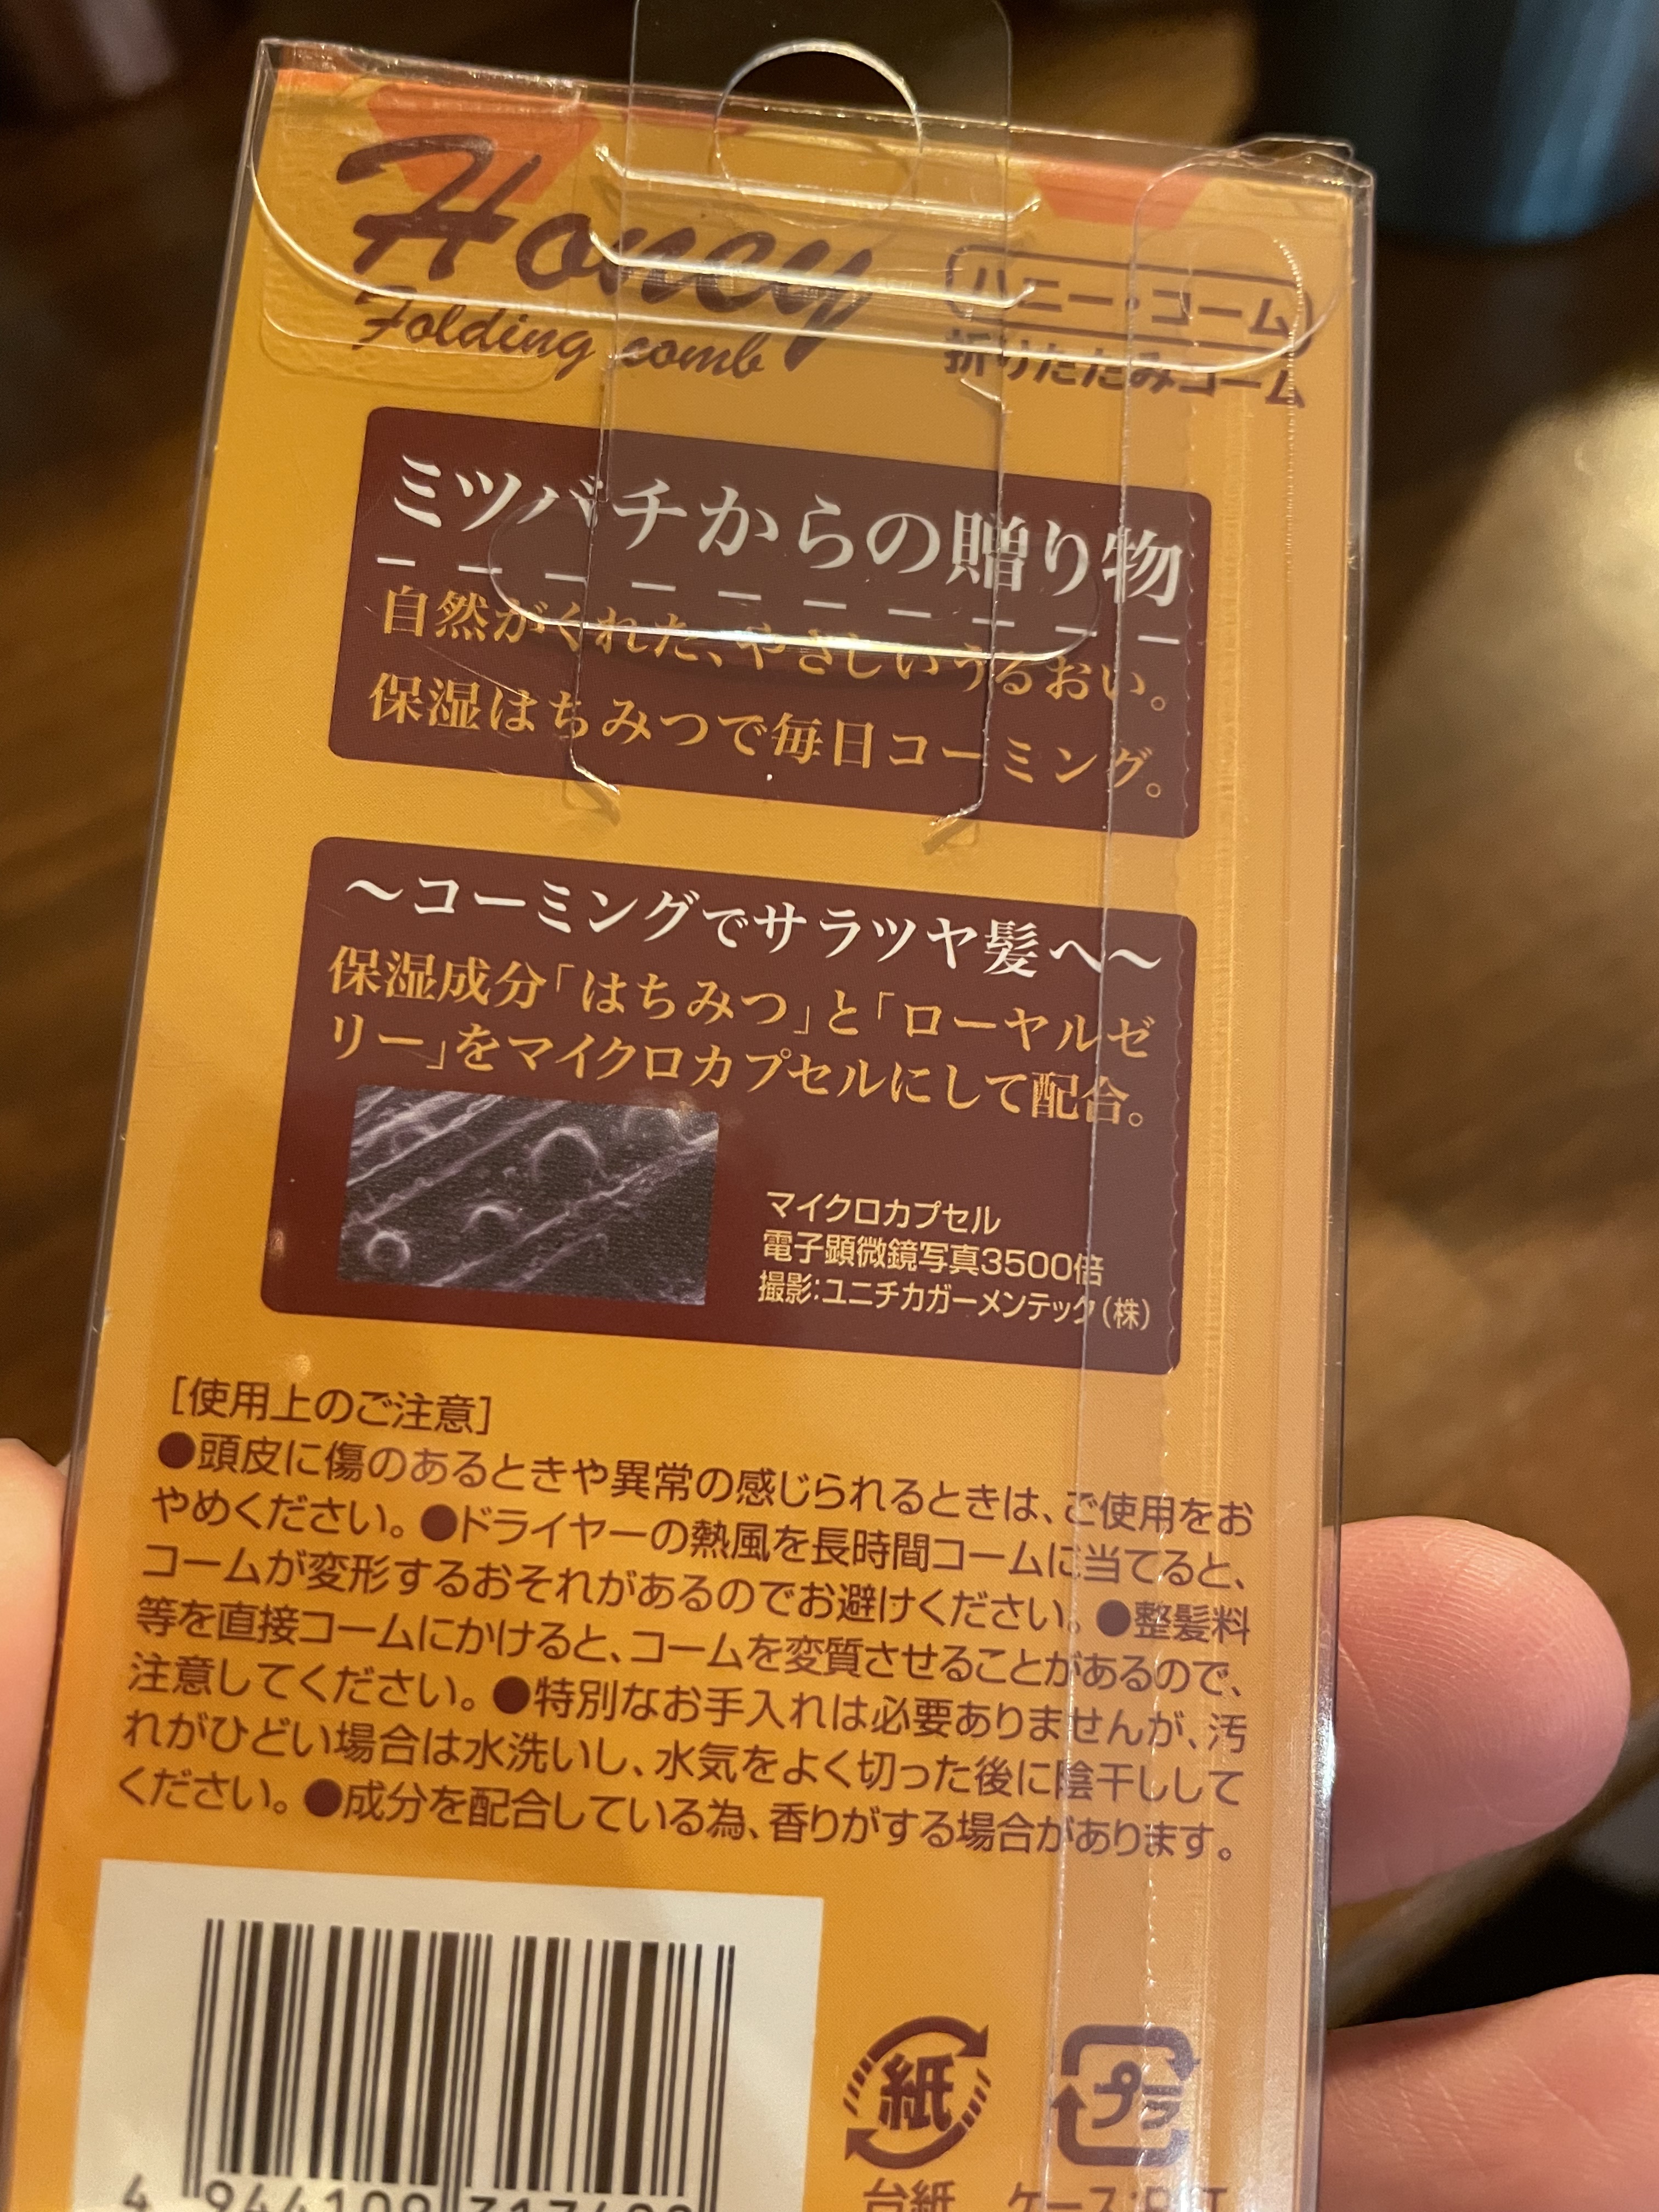 Honey
Folding comb
ハニー・コーム
折りたたみコーム
ミツバチからの贈り物
自然がくれた、やさしいうるおい。
保湿はちみつで毎日コーミング。
～コーミングでサラツヤ髪へ～
保湿成分「はちみつ」と「ローヤルゼ
リー」をマイクロカプセルにして配合。
マイクロカプセル
電子顕微鏡写真3500倍
撮影:ユニチカガーメンテック(株)
[使用上のご注意]
●頭皮に傷のあるときや異常の感じられるときは、ご使用をお
やめください。●ドライヤーの熱風を長時間コームに当てると、
コームが変形するおそれがあるのでお避けください。●整髪料
等を直接コームにかけると、コームを変質させることがあるので、
注意してください。●特別なお手入れは必要ありませんが、汚
れがひどい場合は水洗いし、水気をよく切った後に陰干しして
ください。●成分を配合している為、香りがする場合があります。
紙
プラ
4
台紙 ケース:PET